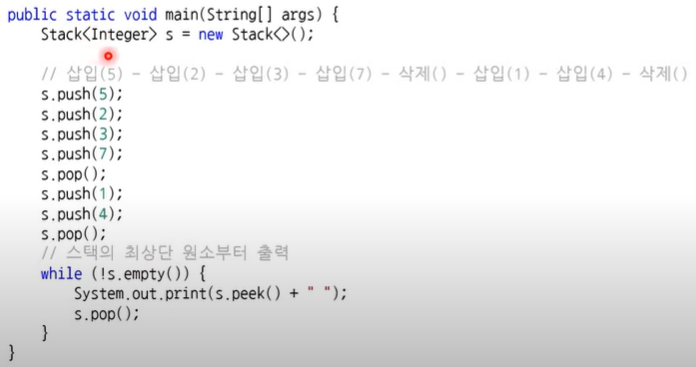 public static void main(String[] args) {
Stack<Integer> s = new Stack<>();
// 삽입(5) - 삽입(2) - 삽입(3) - 삽입(7) - 삭제() - 삽입(1) - 삽입(4) - 삭제()
s.push(5);
s.push(2);
s.push(3);
s.push(7);
s.pop();
s.push(1);
s.push(4);
s.pop();
// 스택의 최상단 원소부터 출력
while (!s.empty()) {
System.out.print(s.peek() + " ");
s.pop();
}
}